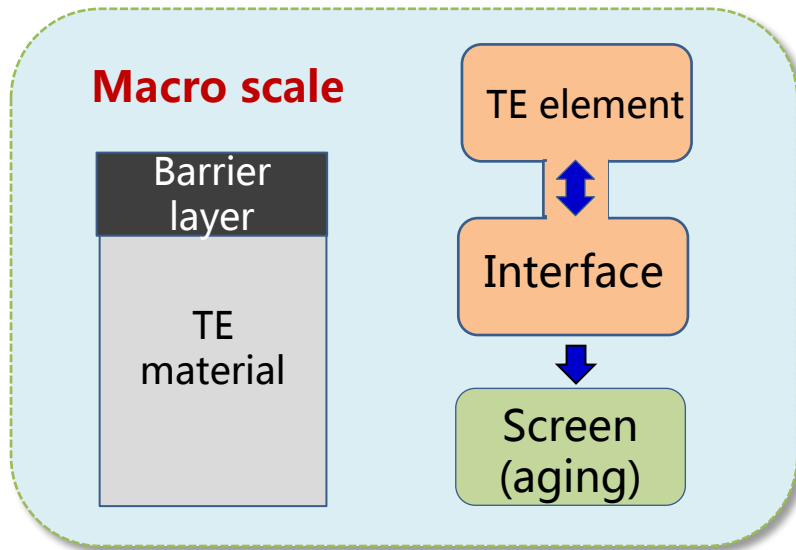 Macro scale
Barrier
layer
TE
material
TE element
Interface
Screen
(aging)